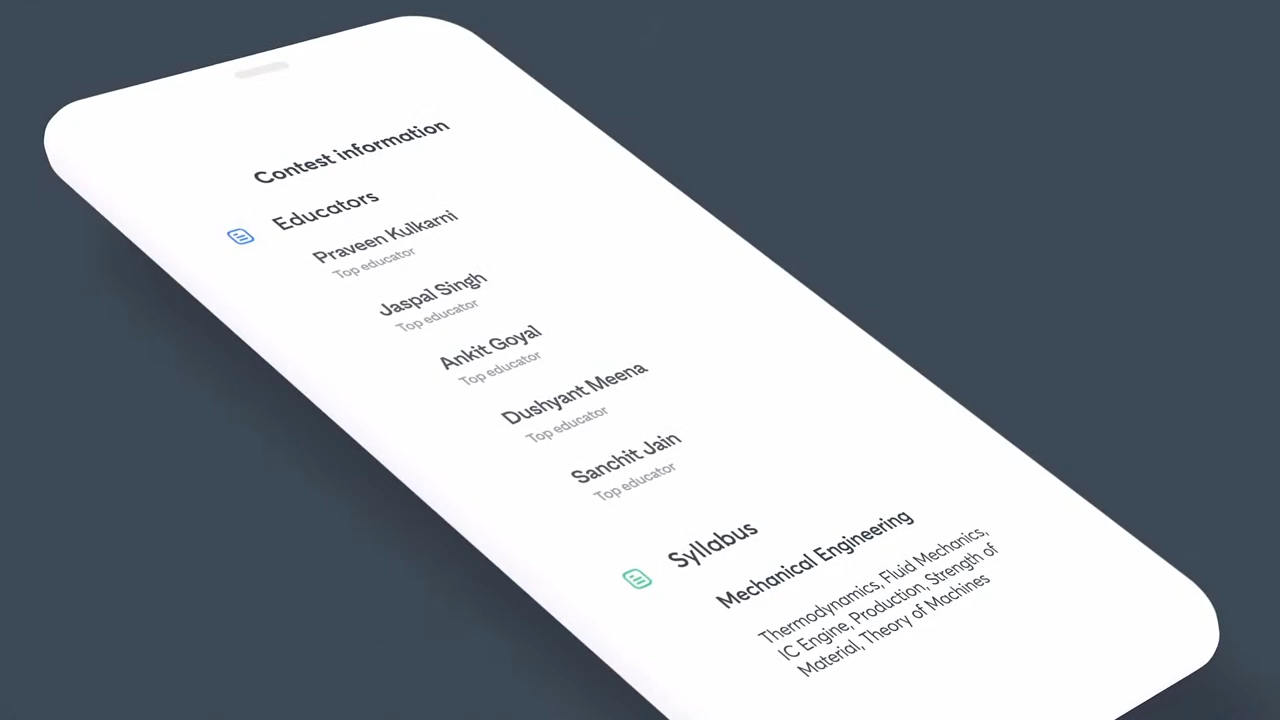 Contest information
Educators
Praveen Kulkarni
Top educator
Jaspal Singh
Top educator
Ankit Goyal
Top educator
Dushyant Meena
Top educator
Sanchit Jain
Top educator
Syllabus
Mechanical Engineering
Thermodynamics, Fluid Mechanics,
IC Engine, Production, Strength of
Material, Theory of Machines